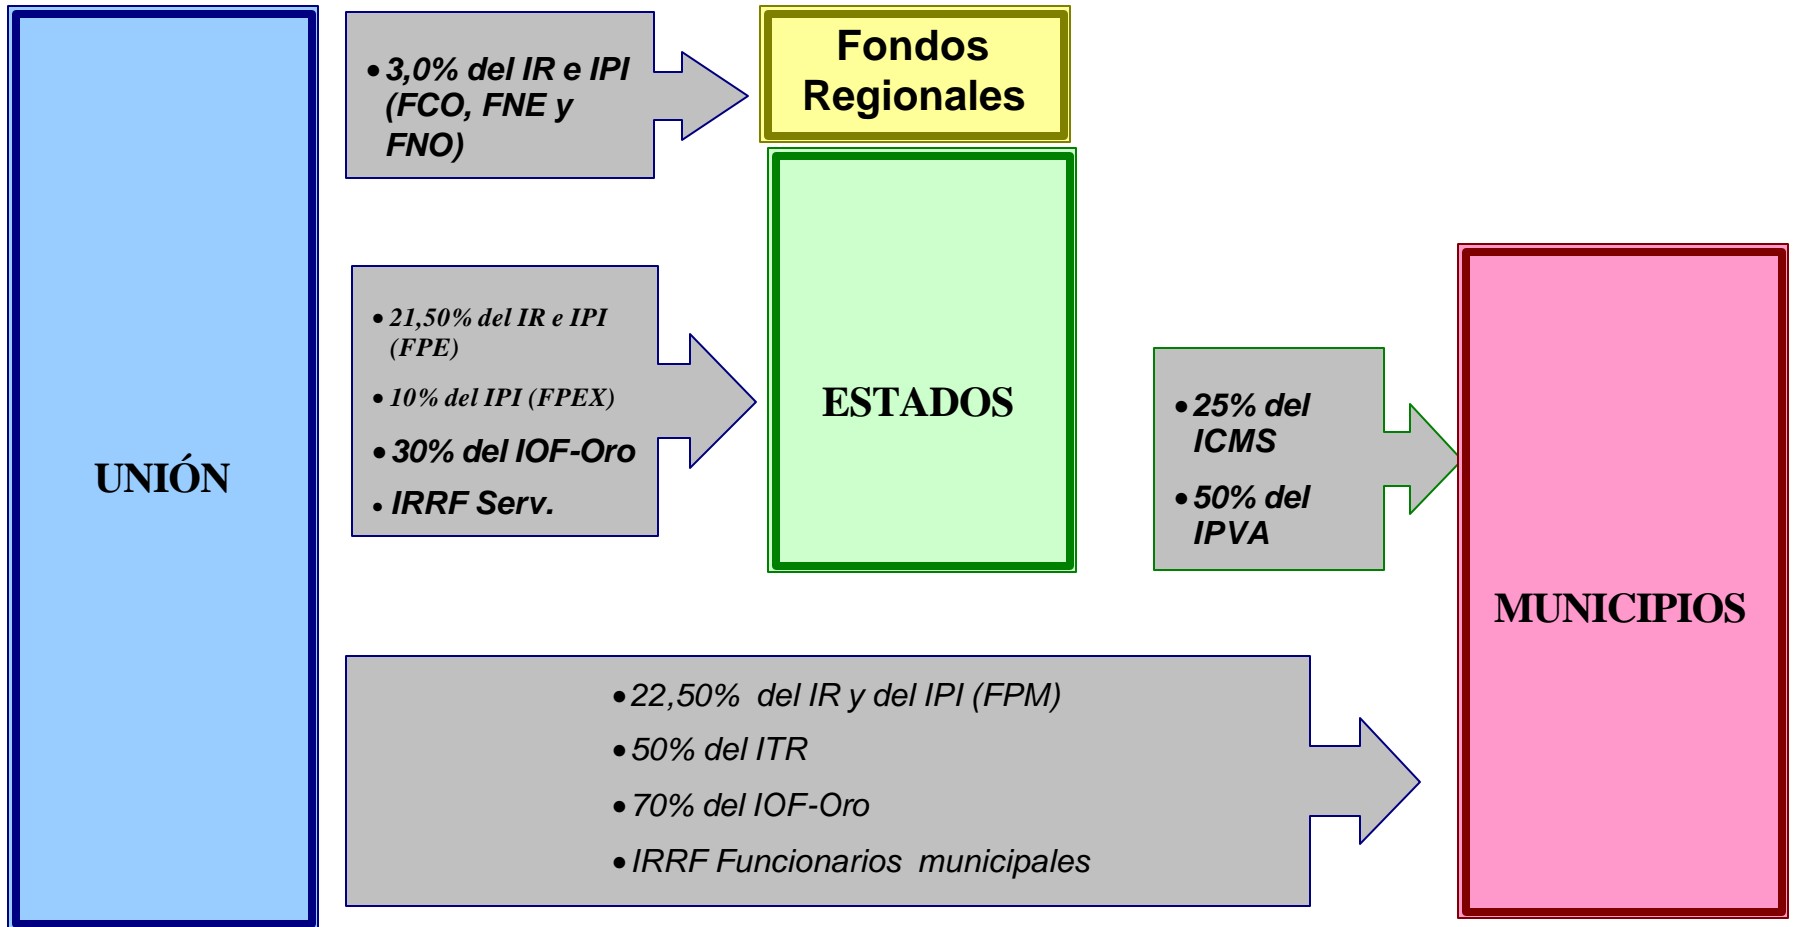 UNIÓN
• 3,0% del IR e IPI
(FCO, FNE y
FNO)
Fondos
Regionales
• 21,50% del IR e IPI
(FPE)
• 10% del IPI (FPEX)
• 30% del IOF-Oro
• IRRF Serv.
ESTADOS
• 25% del
ICMS
• 50% del
IPVA
MUNICIPIOS
• 22,50% del IR y del IPI (FPM)
• 50% del ITR
• 70% del IOF-Oro
• IRRF Funcionarios municipales